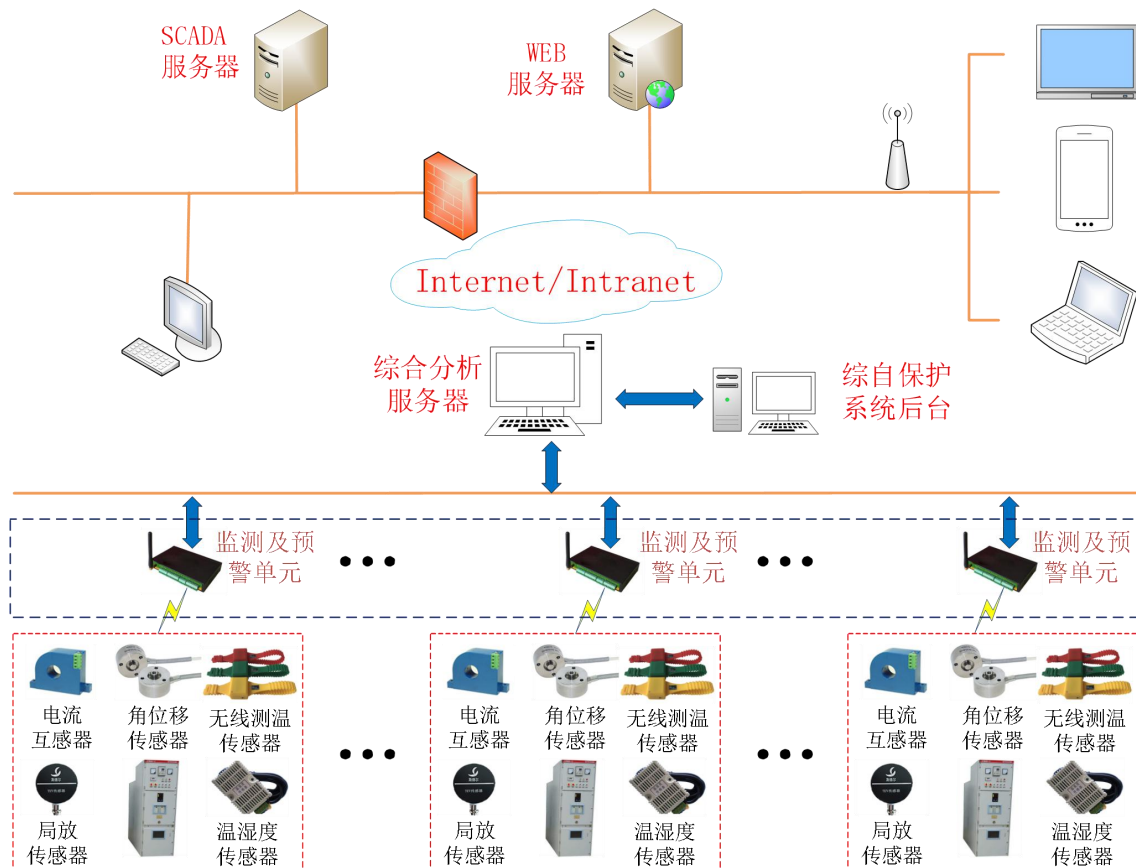 SCADA
服务器
WEB
服务器
Internet/Intranet
综合分析
服务器
综自保护
系统后台
监测及预
警单元
监测及预
警单元
监测及预
警单元
电流
互感器
角位移
传感器
无线测温
传感器
局放
传感器
温湿度
传感器
电流
互感器
角位移
传感器
无线测温
传感器
局放
传感器
温湿度
传感器
电流
互感器
角位移
传感器
无线测温
传感器
局放
传感器
温湿度
传感器